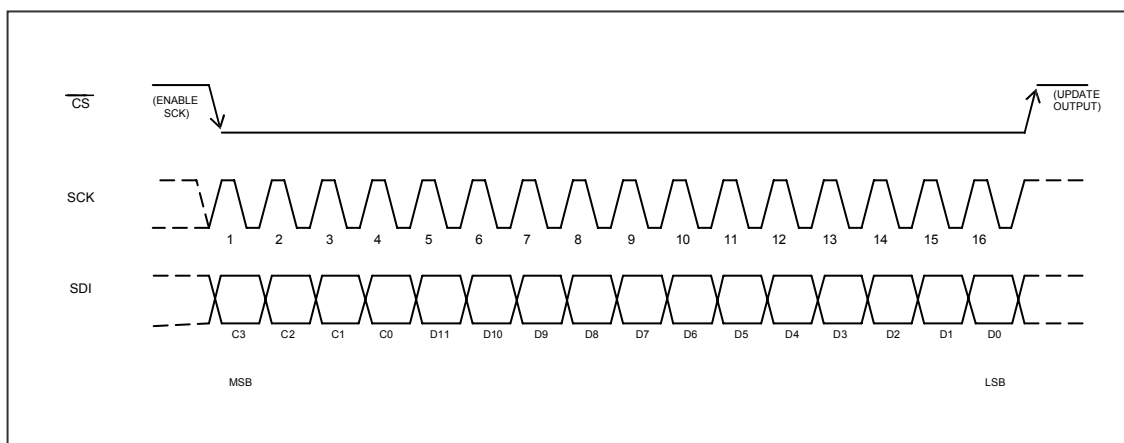 CS
(ENABLE
SCK)
(UPDATE
OUTPUT)
SCK
1 2 3 4 5 6 7 8 9 10 11 12 13 14 15 16
SDI
C3 C2 C1 C0 D11 D10 D9 D8 D7 D6 D5 D4 D3 D2 D1 D0
MSB LSB